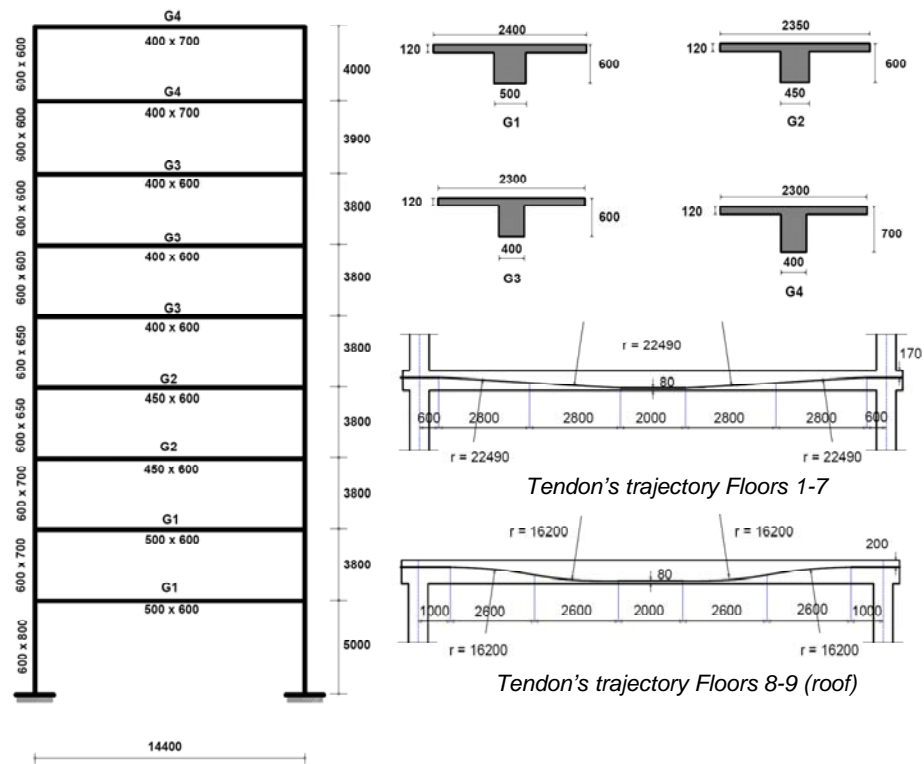 G4
400 x 700
600 x 600
4000
G4
400 x 700
600 x 600
3900
G3
400 x 600
600 x 600
3800
G3
400 x 600
600 x 600
3800
G3
400 x 600
600 x 650
3800
G2
450 x 600
600 x 650
3800
G2
450 x 600
600 x 700
3800
G1
500 x 600
600 x 700
3800
G1
500 x 600
600 x 800
5000
14400
2400
120
600
500
G1
2350
120
600
450
G2
2300
120
600
400
G3
2300
120
700
400
G4
r = 22490
170
80
600 2800 2800 2000 2800 2800 600
r = 22490 r = 22490
Tendon's trajectory Floors 1-7
r = 16200 r = 16200
200
80
1000 2600 2600 2000 2600 2600 1000
r = 16200 r = 16200
Tendon's trajectory Floors 8-9 (roof)